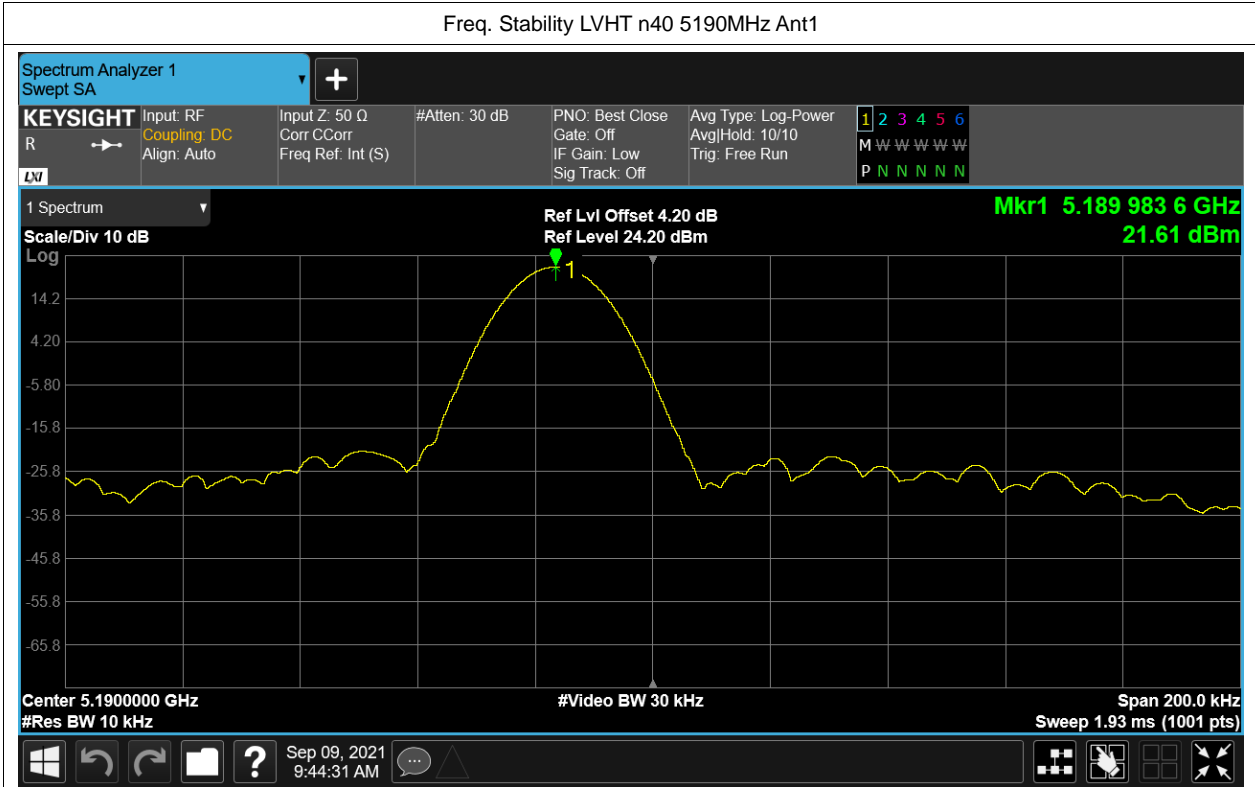 Freq. Stability LVHT n40 5190MHz Ant1
Spectrum Analyzer 1
Swept SA
KEYSIGHT
R
LXI
Input: RF
Coupling: DC
Align: Auto
Input Z: 50 Ω
Corr CCorr
Freq Ref: Int (S)
#Atten: 30 dB
PNO: Best Close
Gate: Off
IF Gain: Low
Sig Track: Off
Avg Type: Log-Power
Avg|Hold: 10/10
Trig: Free Run
1 2 3 4 5 6
M W W W W W
P N N N N N
1 Spectrum
Scale/Div 10 dB
Log
Ref Lvl Offset 4.20 dB
Ref Level 24.20 dBm
Mkr1 5.189 983 6 GHz
21.61 dBm
1
14.2
4.20
-5.80
-15.8
-25.8
-35.8
-45.8
-55.8
-65.8
Center 5.1900000 GHz
#Res BW 10 kHz
#Video BW 30 kHz
Span 200.0 kHz
Sweep 1.93 ms (1001 pts)
?
Sep 09, 2021
9:44:31 AM